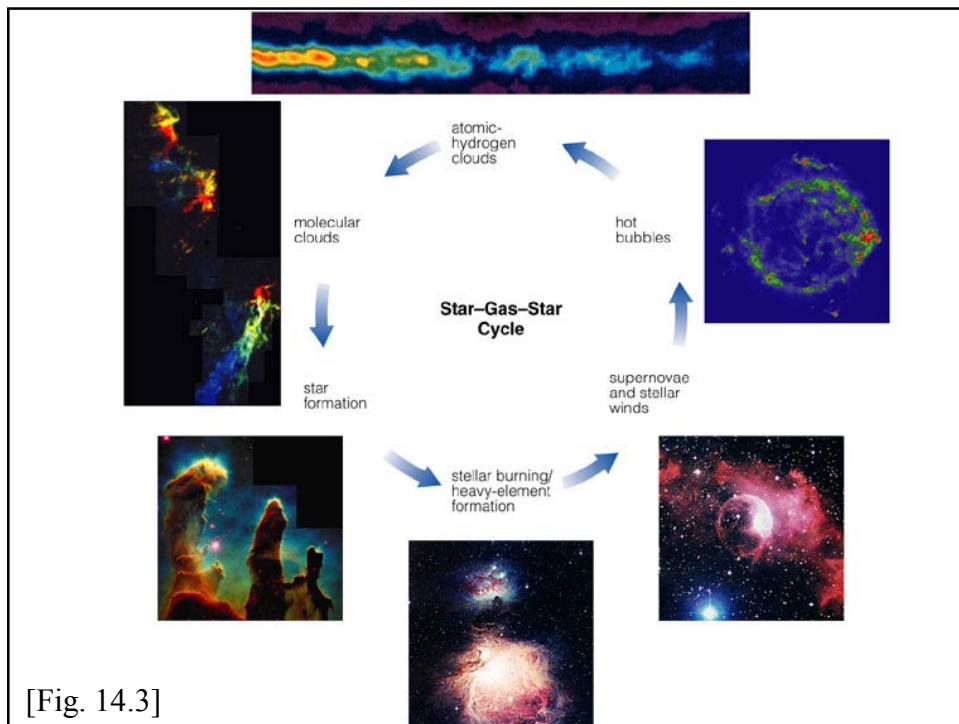 atomic-
hydrogen
clouds
molecular
clouds
hot
bubbles
Star–Gas–Star
Cycle
star
formation
supernovae
and stellar
winds
stellar burning/
heavy-element
formation
[Fig. 14.3]